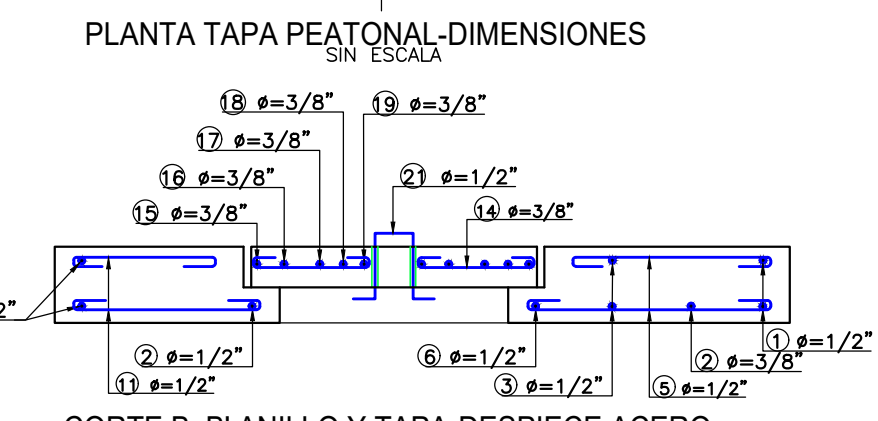 PLANTA TAPA PEATONAL-DIMENSIONES
SIN ESCALA
18 ø=3/8"
19 ø=3/8"
17 ø=3/8"
16 ø=3/8"
21 ø=1/2"
15 ø=3/8"
14 ø=3/8"
2"
2 ø=1/2"
6 ø=1/2"
1 ø=1/2"
2 ø=3/8"
11 ø=1/2"
3 ø=1/2"
5 ø=1/2"